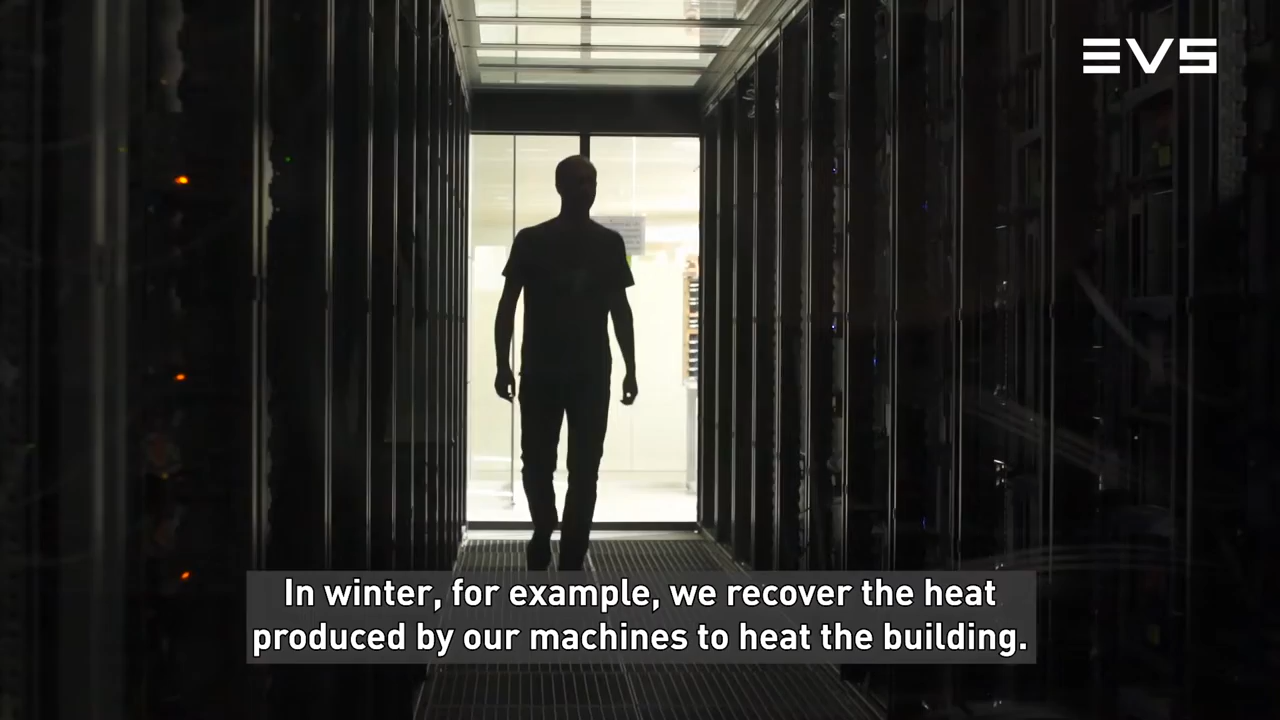 EVS
In winter, for example, we recover the heat
produced by our machines to heat the building.